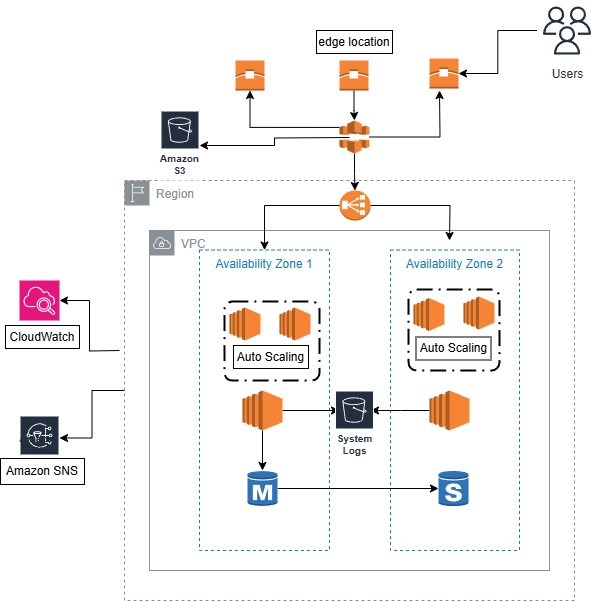 edge location
Users
Amazon
S3
Region
VPC
Availability Zone 1
Availability Zone 2
CloudWatch
Auto Scaling
Auto Scaling
System
Logs
Amazon SNS
M
S